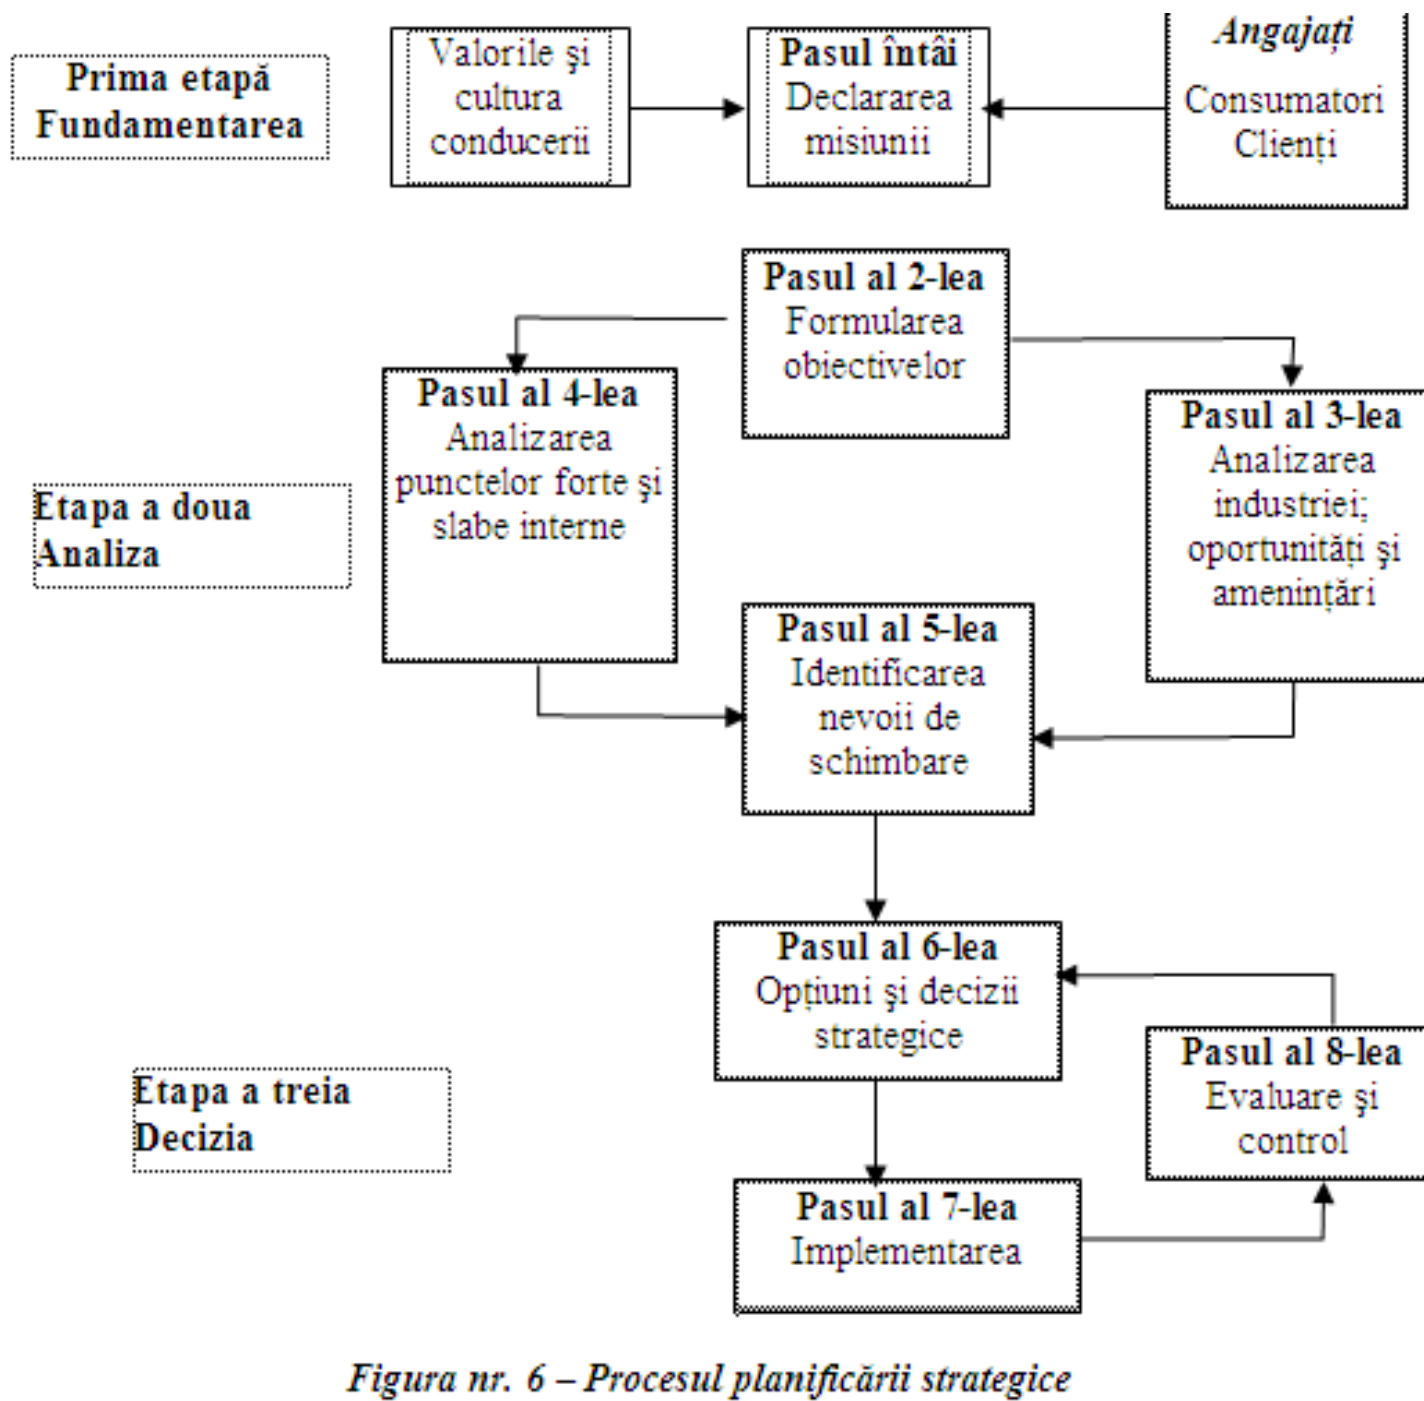 Prima etapă
Fundamentarea
Valorile şi
cultura
conducerii
Pasul întâi
Declararea
misiunii
Angajați
Consumatori
Clienți
Pasul al 2-lea
Formularea
obiectivelor
Pasul al 4-lea
Analizarea
punctelor forte şi
slabe interne
Pasul al 3-lea
Analizarea
industriei;
oportunități şi
amenințări
Etapa a doua
Analiza
Pasul al 5-lea
Identificarea
nevoii de
schimbare
Pasul al 6-lea
Opțiuni şi decizii
strategice
Pasul al 8-lea
Evaluare şi
control
Etapa a treia
Decizia
Pasul al 7-lea
Implementarea
Figura nr. 6 – Procesul planificării strategice